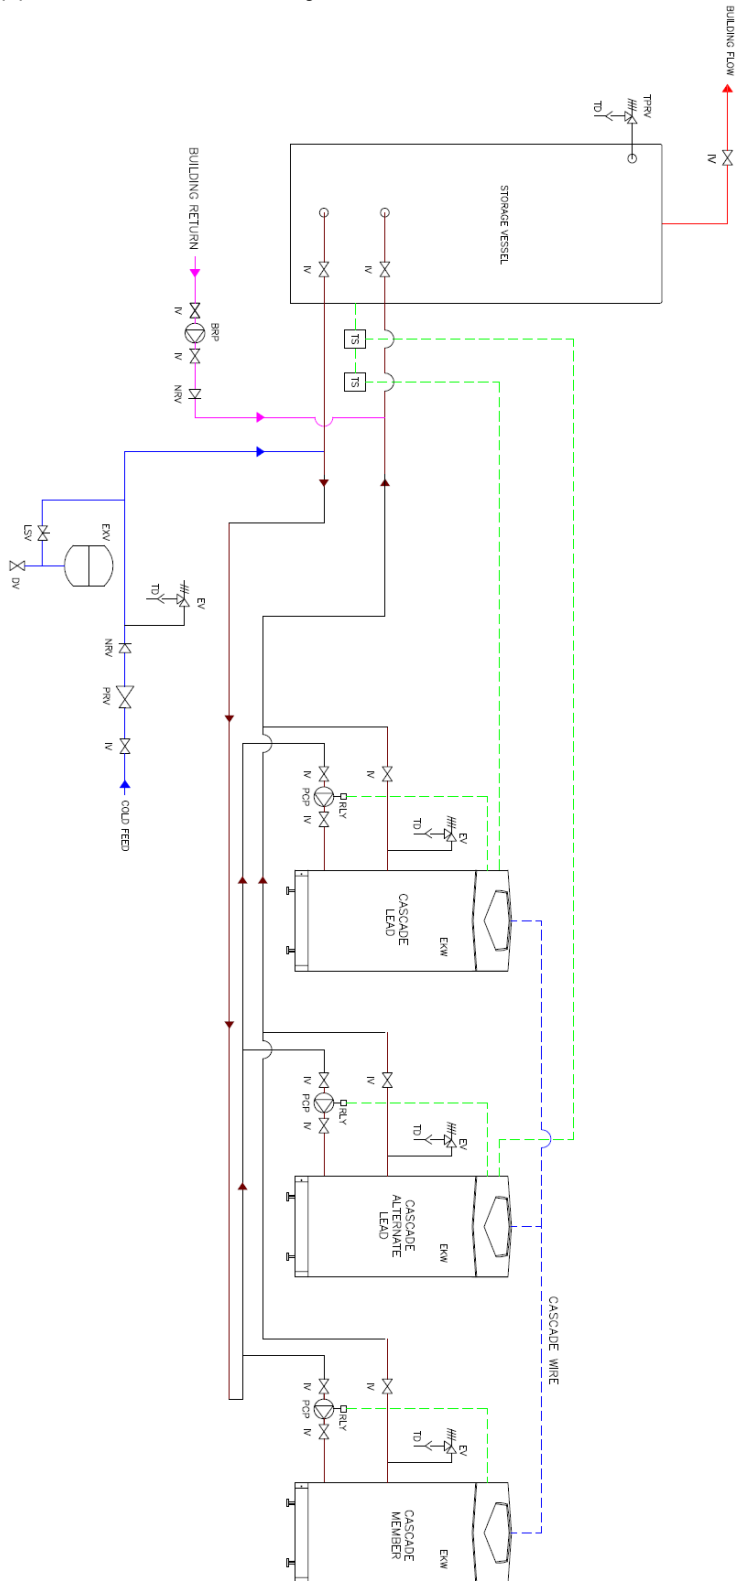 BUILDING FLOW
IV
TPRV
TD
STORAGE VESSEL
IV
IV
BUILDING RETURN
IV
BRP
IV
NRV
TS
TS
EXV
LSV
DV
EV
TD
NRV
PRV
IV
COLD FEED
IV
PCP
RLY
IV
IV
EV
TD
CASCADE
LEAD
EKW
IV
PCP
RLY
IV
IV
EV
TD
CASCADE
ALTERNATE
LEAD
EKW
CASCADE WIRE
IV
PCP
RLY
IV
IV
EV
TD
CASCADE
MEMBER
EKW